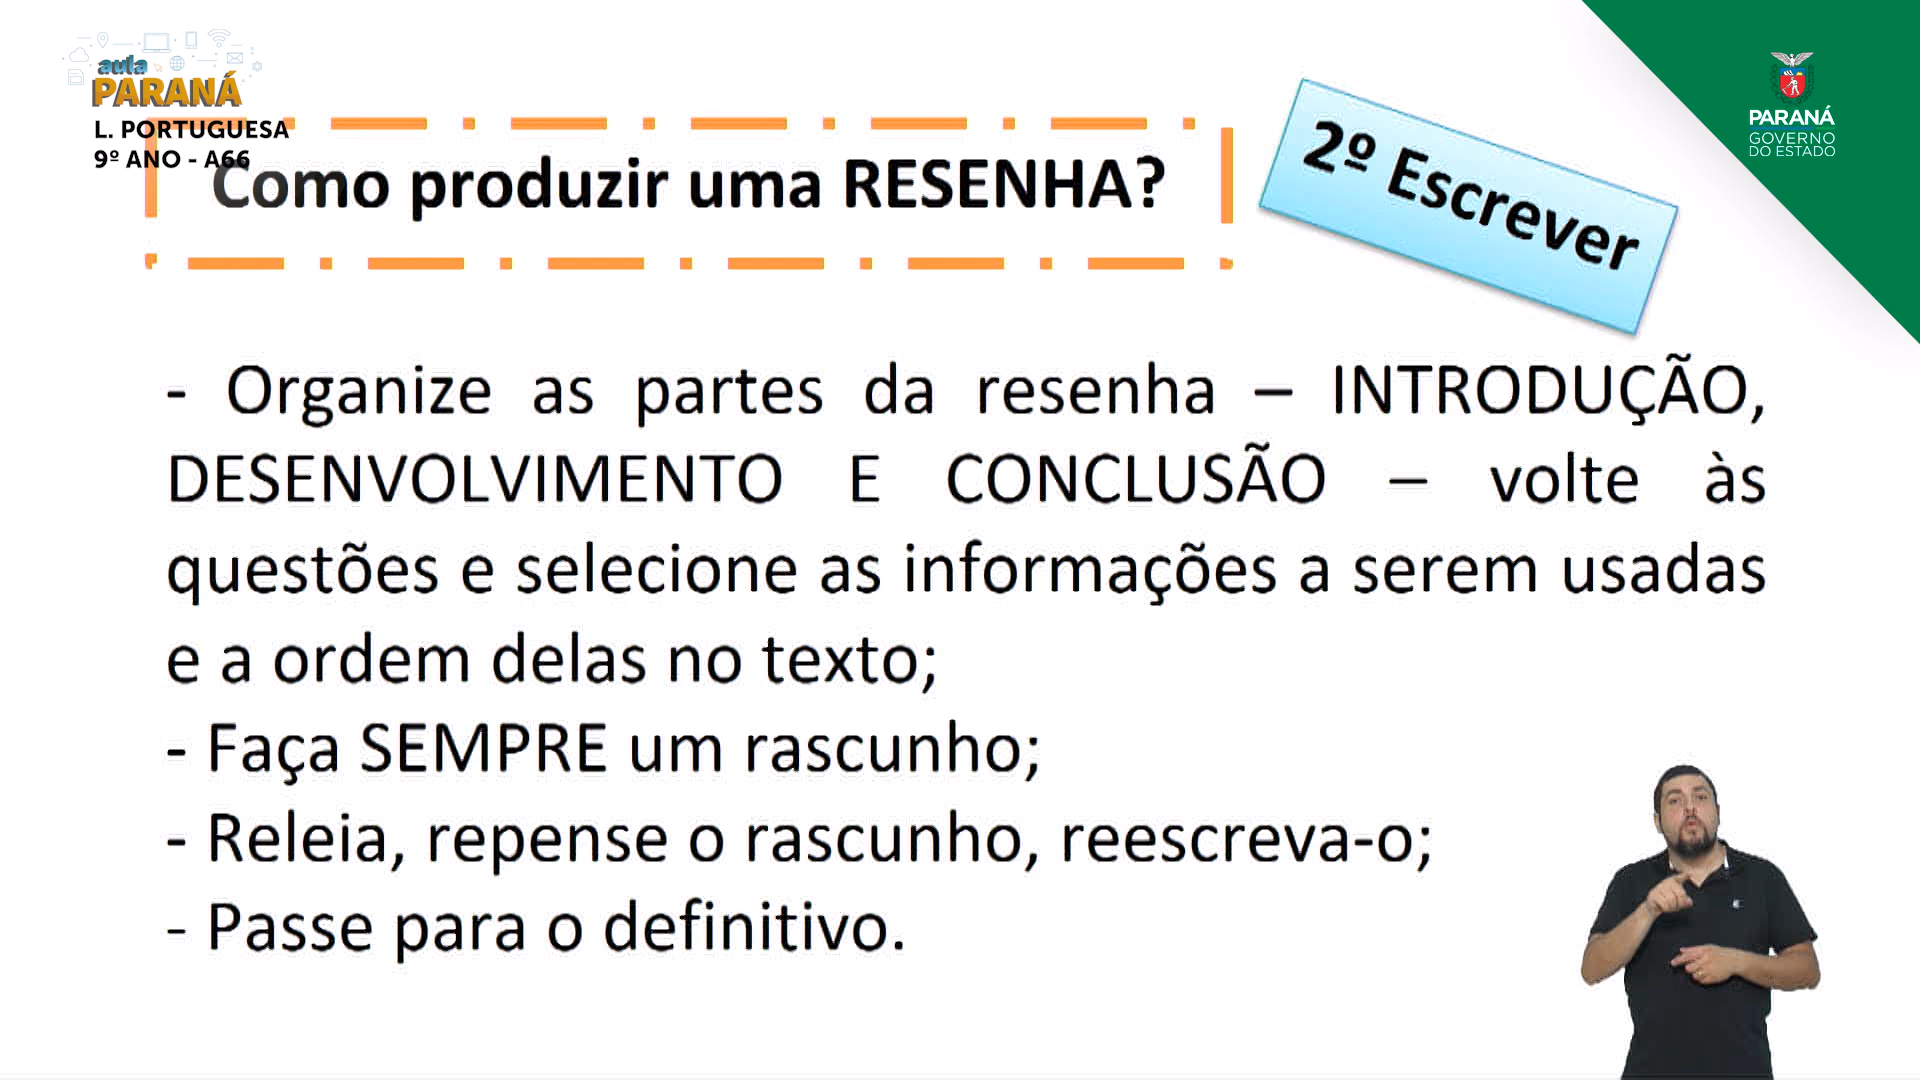 aula
PARANÁ
L. PORTUGUESA
9º ANO - A66
Como produzir uma RESENHA?
2º Escrever
PARANÁ
GOVERNO
DO ESTADO
- Organize as partes da resenha – INTRODUÇÃO,
DESENVOLVIMENTO E CONCLUSÃO – volte às
questões e selecione as informações a serem usadas
e a ordem delas no texto;
- Faça SEMPRE um rascunho;
- Releia, repense o rascunho, reescreva-o;
- Passe para o definitivo.